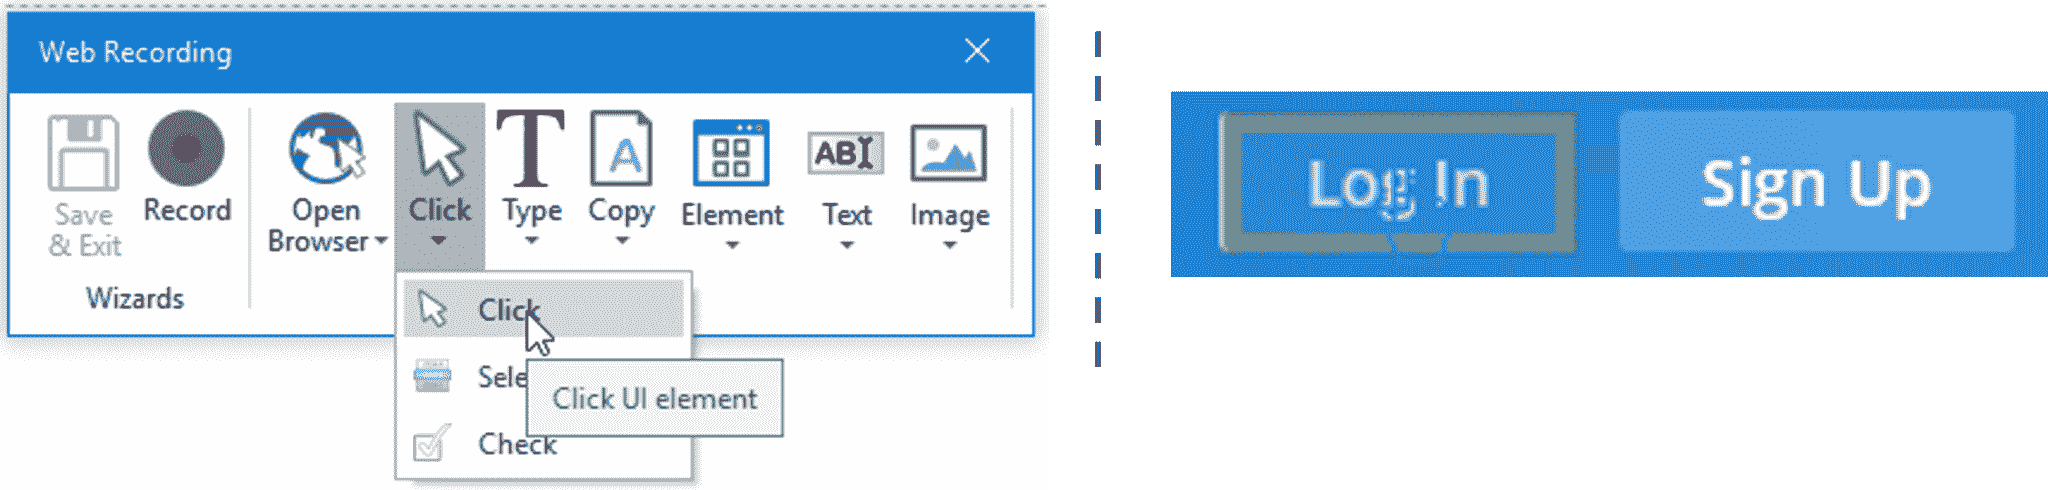 Web Recording
Save
& Exit
Record
Open
Browser
Click
Type
Copy
A
Element
ABI
Text
Image
Wizards
Click
Sele
Click UI element
Check
Log In
Sign Up